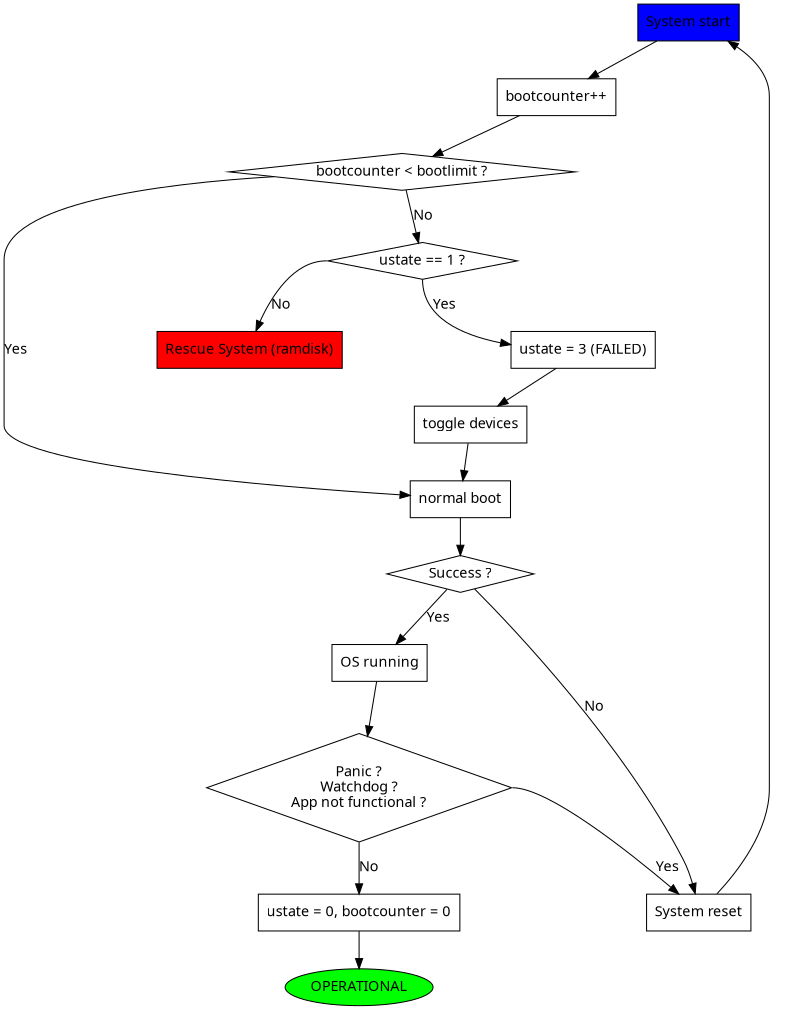 System start
bootcounter++
bootcounter < bootlimit ?
No
ustate == 1 ?
No
Yes
Yes
Rescue System (ramdisk)
ustate = 3 (FAILED)
toggle devices
normal boot
Success ?
Yes
OS running
No
Panic ?
Watchdog ?
App not functional ?
No
Yes
ustate = 0, bootcounter = 0
System reset
OPERATIONAL